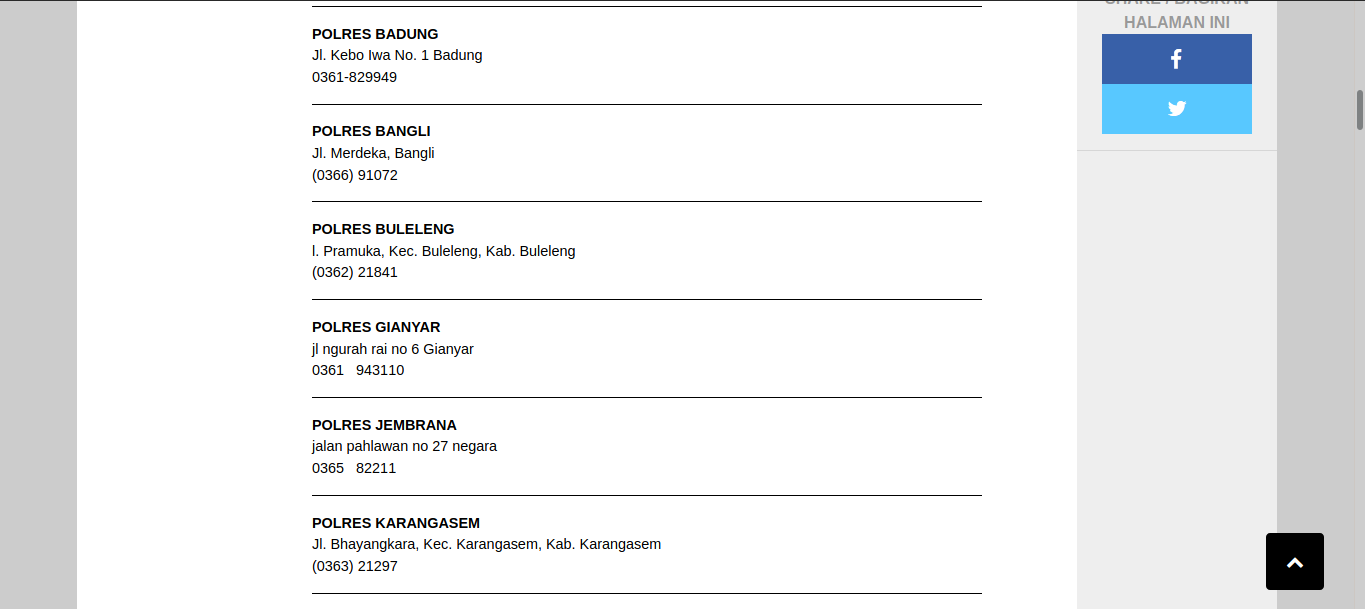 POLRES BADUNG
Jl. Kebo Iwa No. 1 Badung
0361-829949
POLRES BANGLI
Jl. Merdeka, Bangli
(0366) 91072
POLRES BULELENG
l. Pramuka, Kec. Buleleng, Kab. Buleleng
(0362) 21841
POLRES GIANYAR
jl ngurah rai no 6 Gianyar
0361   943110
POLRES JEMBRANA
jalan pahlawan no 27 negara
0365   82211
POLRES KARANGASEM
Jl. Bhayangkara, Kec. Karangasem, Kab. Karangasem
(0363) 21297
HALAMAN INI